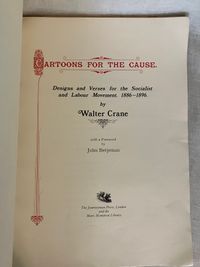 CARTOONS FOR THE CAUSE.
Designs and Verses for the Socialist
and Labour Movement. 1886-1896.
by
Walter Crane
with a Foreword
by
John Betjeman
The Journeyman Press, London
and the
Marx Memorial Library.